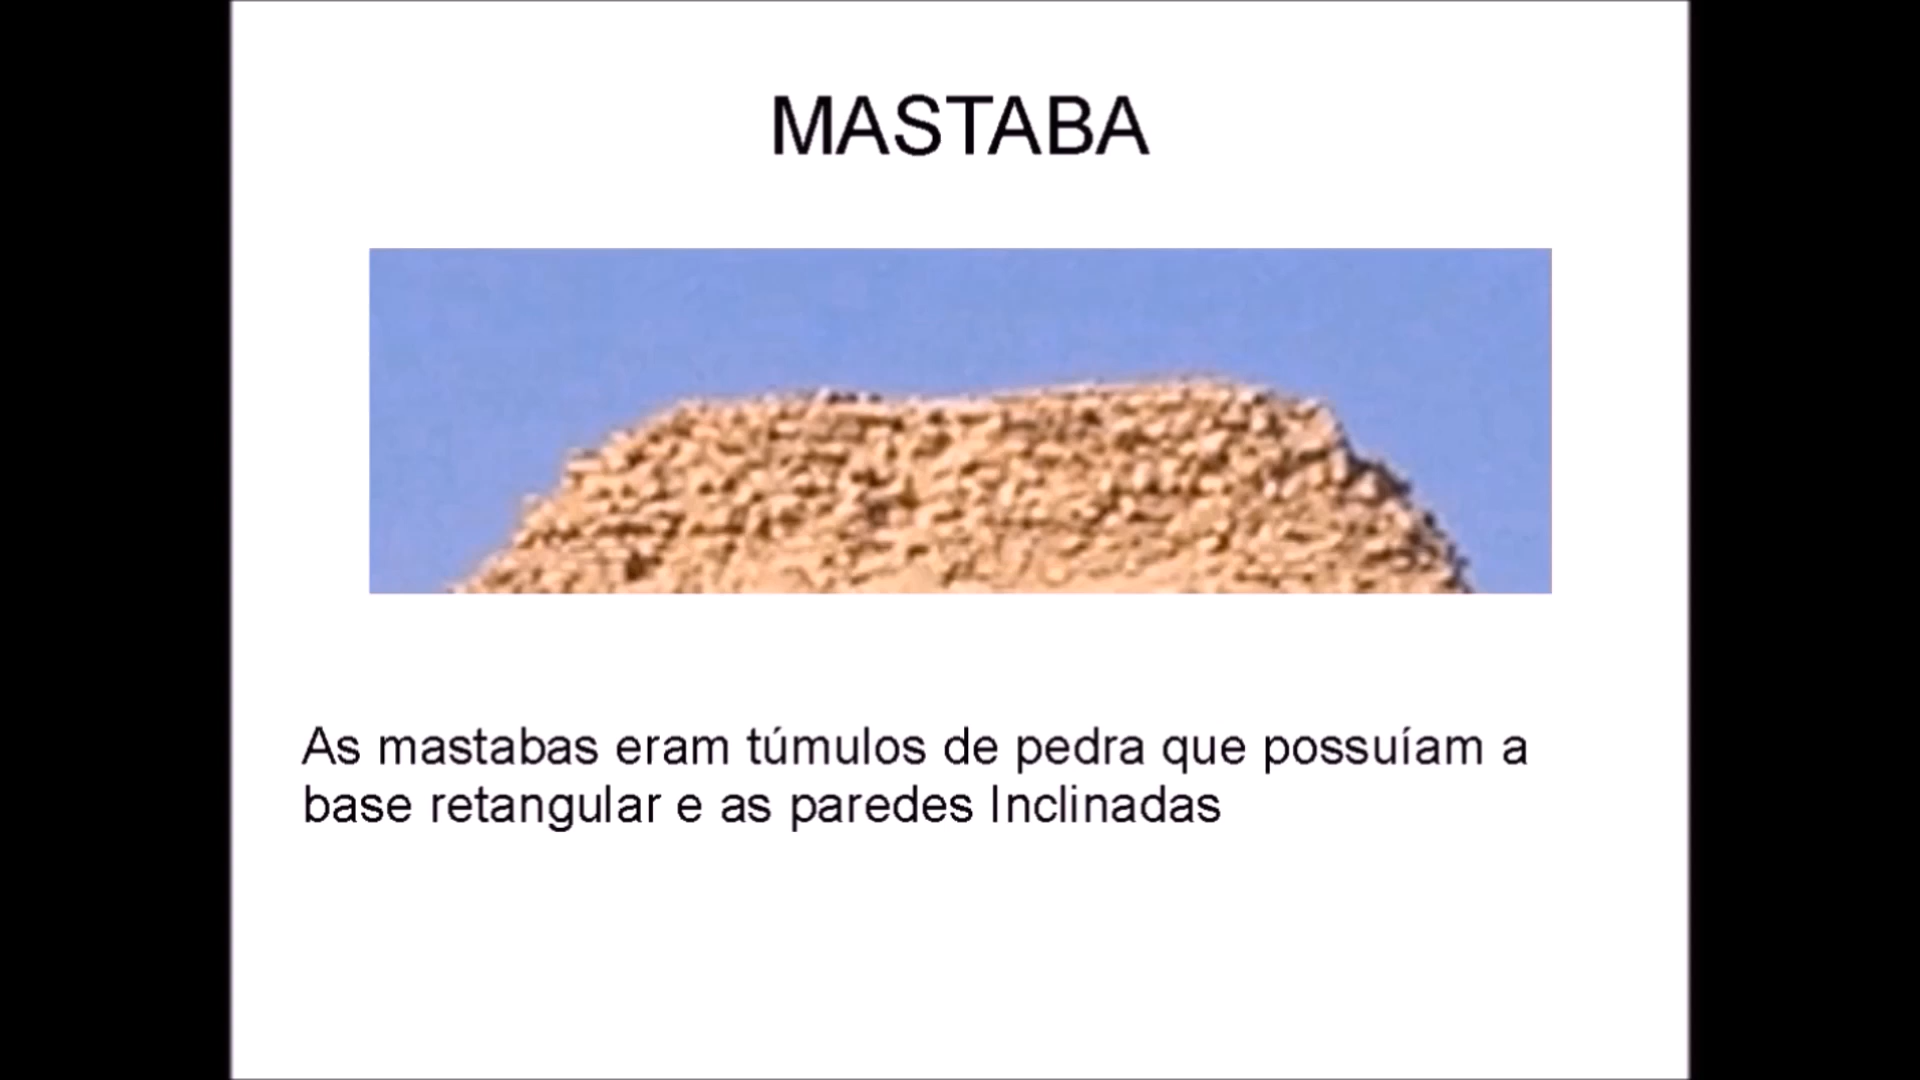 MASTABA
As mastabas eram túmulos de pedra que possuíam a
base retangular e as paredes Inclinadas